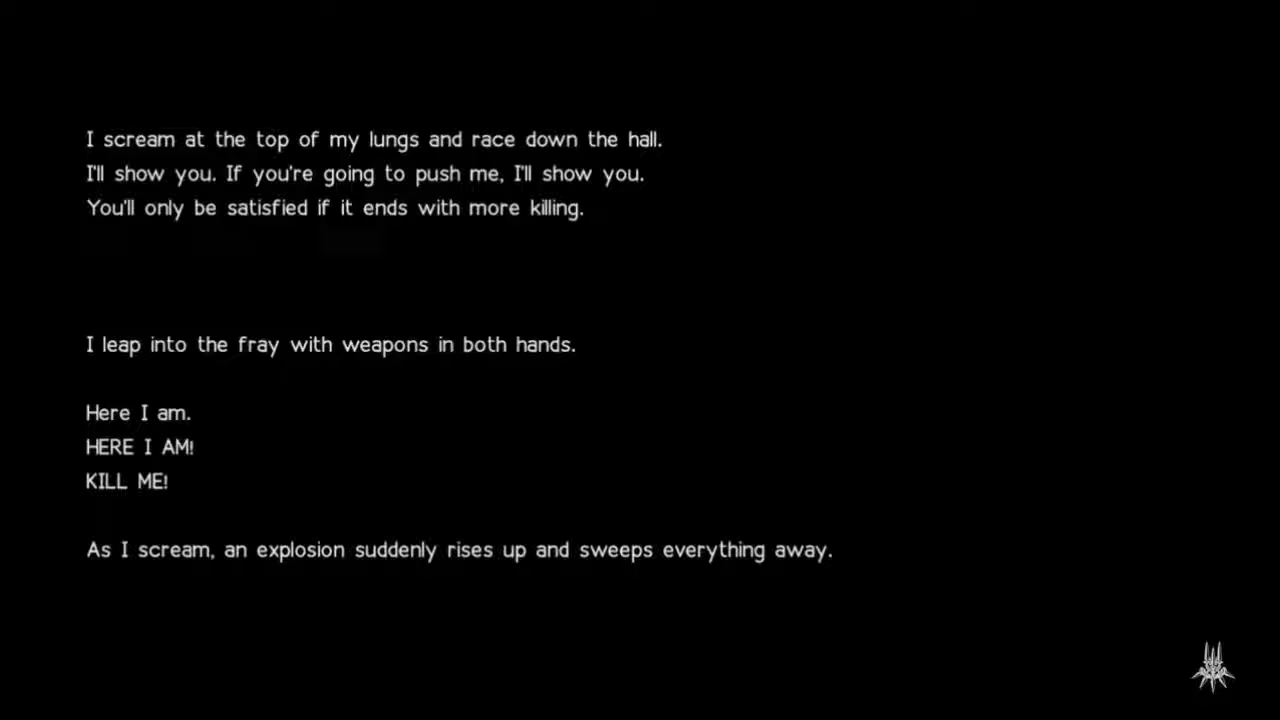 I scream at the top of my lungs and race down the hall.
I'll show you. If you're going to push me, I'll show you.
You'll only be satisfied if it ends with more killing.
I leap into the fray with weapons in both hands.
Here I am.
HERE I AM!
KILL ME!
As I scream, an explosion suddenly rises up and sweeps everything away.